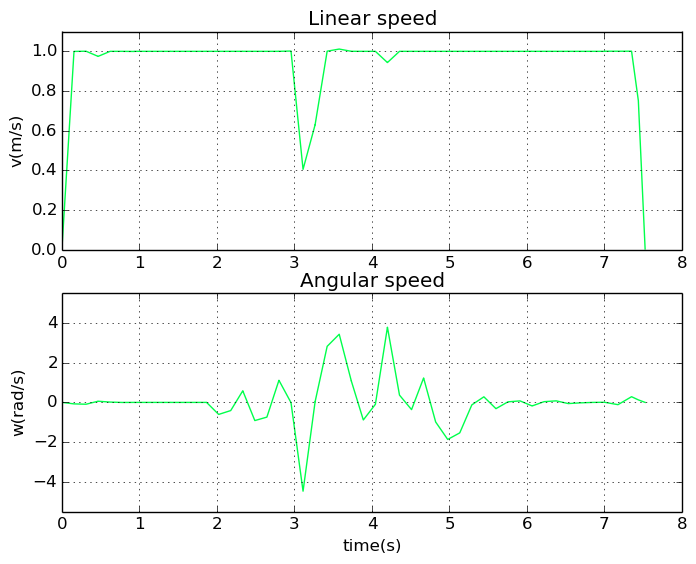 Linear speed
v(m/s)
1.0
0.8
0.6
0.4
0.2
0.0
0 1 2 3 4 5 6 7 8
Angular speed
w(rad/s)
4
2
0
−2
−4
0 1 2 3 4 5 6 7 8
time(s)